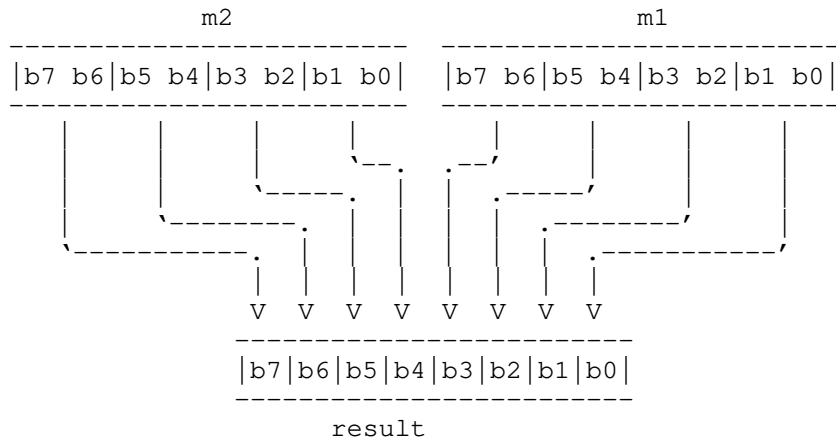 m2 m1
|b7 b6|b5 b4|b3 b2|b1 b0| |b7 b6|b5 b4|b3 b2|b1 b0|
V V V V V V V V
|b7|b6|b5|b4|b3|b2|b1|b0|
result